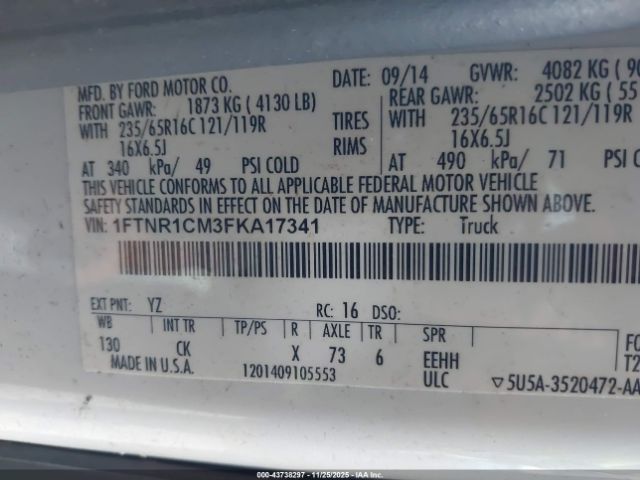 MFD. BY FORD MOTOR CO.
DATE: 09/14 GVWR: 4082 KG ( 90
FRONT GAWR: 1873 KG ( 4130 LB)
REAR GAWR: 2502 KG ( 55
WITH 235/65R16C 121/119R TIRES WITH 235/65R16C 121/119R
16X6.5J RIMS 16X6.5J
AT 340 kPa/ 49 PSI COLD AT 490 kPa/ 71 PSI C
THIS VEHICLE CONFORMS TO ALL APPLICABLE FEDERAL MOTOR VEHICLE
SAFETY STANDARDS IN EFFECT ON THE DATE OF MANUFACTURE SHOWN ABOVE.
VIN: 1FTNR1CM3FKA17341 TYPE: Truck
EXT PNT: YZ RC: 16 DSO:
WB INT TR TP/PS R AXLE TR SPR
130 CK X 73 6 EEHH
MADE IN U.S.A. 1201409105553 ULC ▽5U5A-3520472-AA
FO
T2
000-43738297 - 11/25/2025 - IAA